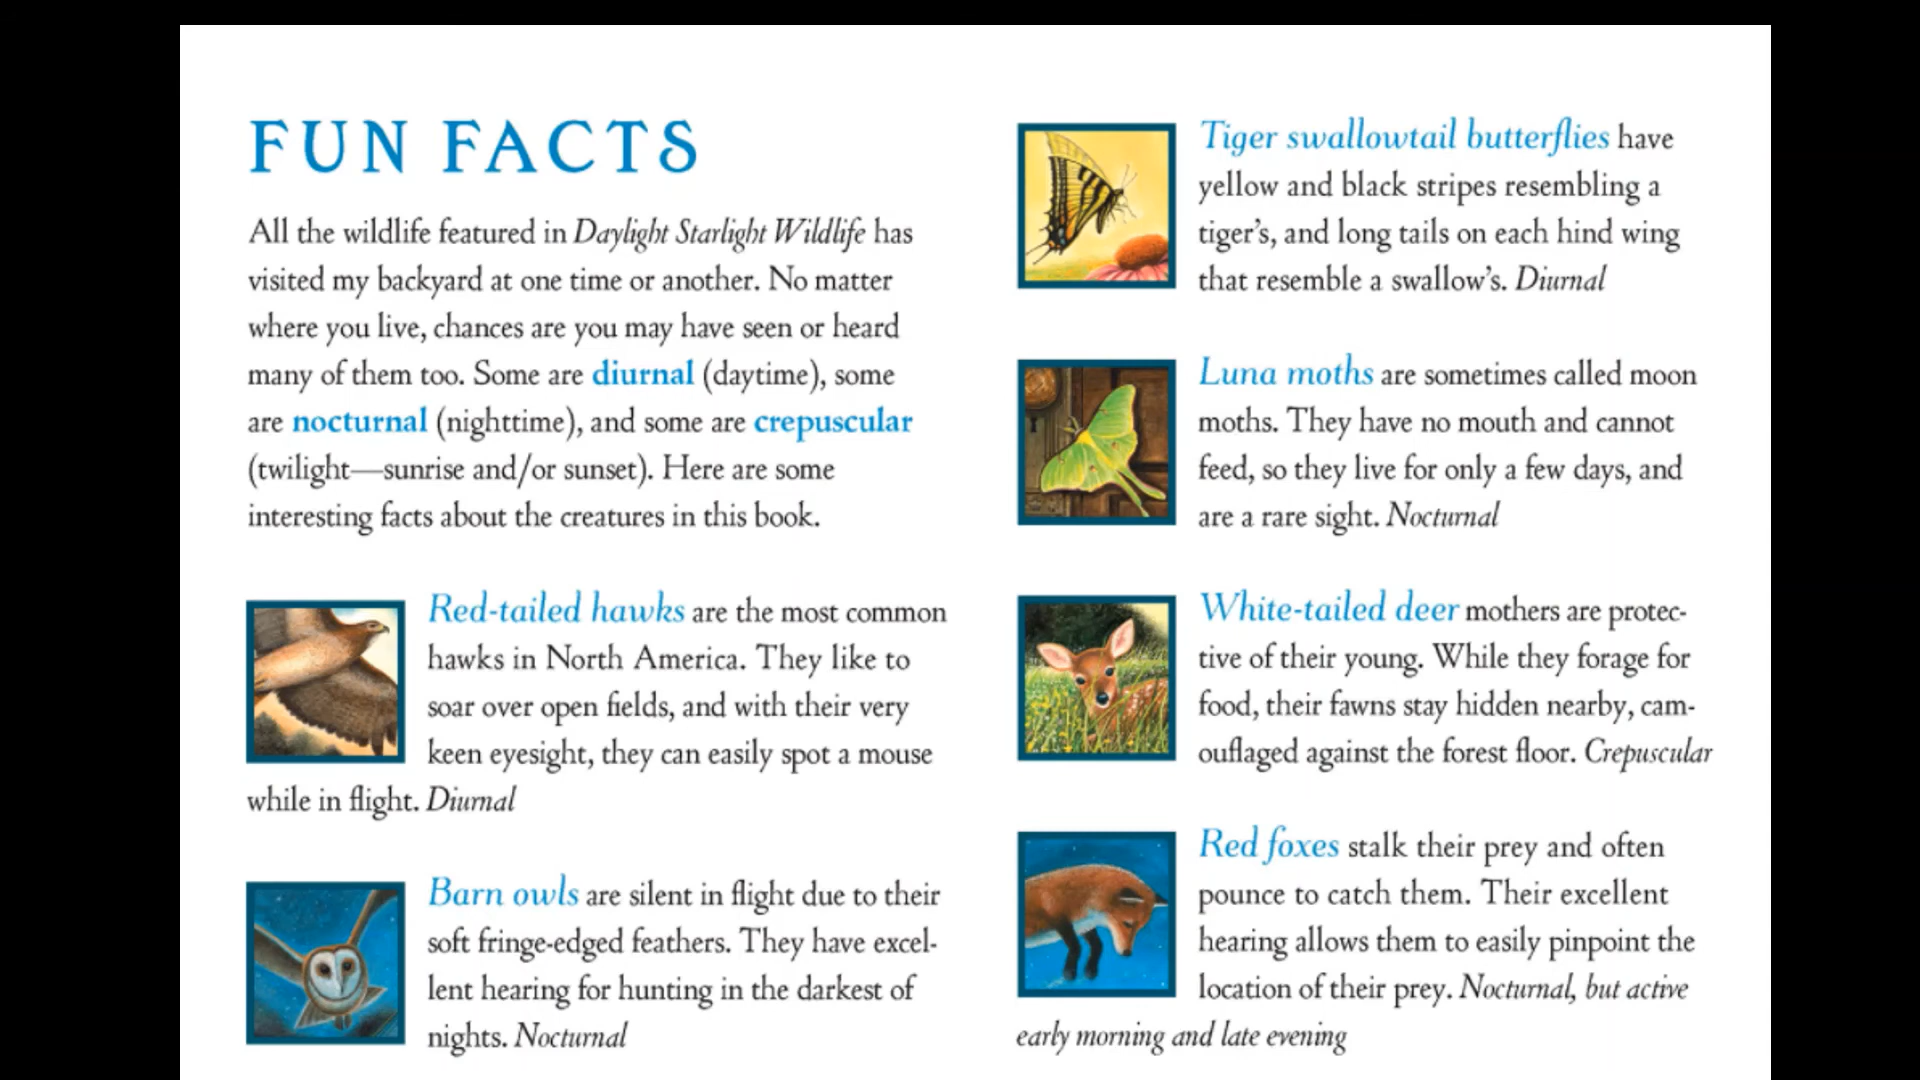 FUN FACTS
All the wildlife featured in Daylight Starlight Wildlife has
visited my backyard at one time or another. No matter
where you live, chances are you may have seen or heard
many of them too. Some are diurnal (daytime), some
are nocturnal (nighttime), and some are crepuscular
(twilight—sunrise and/or sunset). Here are some
interesting facts about the creatures in this book.
Red-tailed hawks are the most common
hawks in North America. They like to
soar over open fields, and with their very
keen eyesight, they can easily spot a mouse
while in flight. Diurnal
Barn owls are silent in flight due to their
soft fringe-edged feathers. They have excel-
lent hearing for hunting in the darkest of
nights. Nocturnal
Tiger swallowtail butterflies have
yellow and black stripes resembling a
tiger's, and long tails on each hind wing
that resemble a swallow's. Diurnal
Luna moths are sometimes called moon
moths. They have no mouth and cannot
feed, so they live for only a few days, and
are a rare sight. Nocturnal
White-tailed deer mothers are protec-
tive of their young. While they forage for
food, their fawns stay hidden nearby, cam-
ouflaged against the forest floor. Crepuscular
Red foxes stalk their prey and often
pounce to catch them. Their excellent
hearing allows them to easily pinpoint the
location of their prey. Nocturnal, but active
early morning and late evening